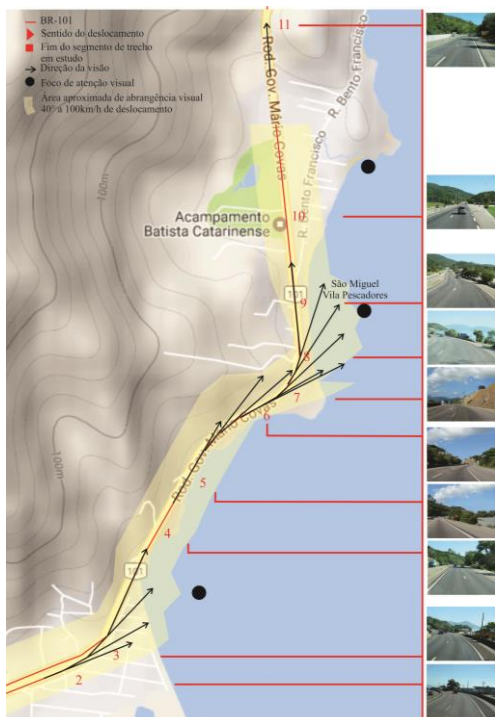 BR-101
Sentido do deslocamento
Fim do segmento de trecho
em estudo
Direção da visão
Foco de atenção visual
Área aproximada de abrangência visual
40º a 100km/h de deslocamento
11
Rod. Gov. Mário Covas
R. Bento Francisco
100m
R. Bento Francisco
10
Acampamento
Batista Catarinense
São Miguel
Vila Pescadores
101
9
8
7
6
Rod. Gov. Mário Covas
100m
5
4
101
3
2